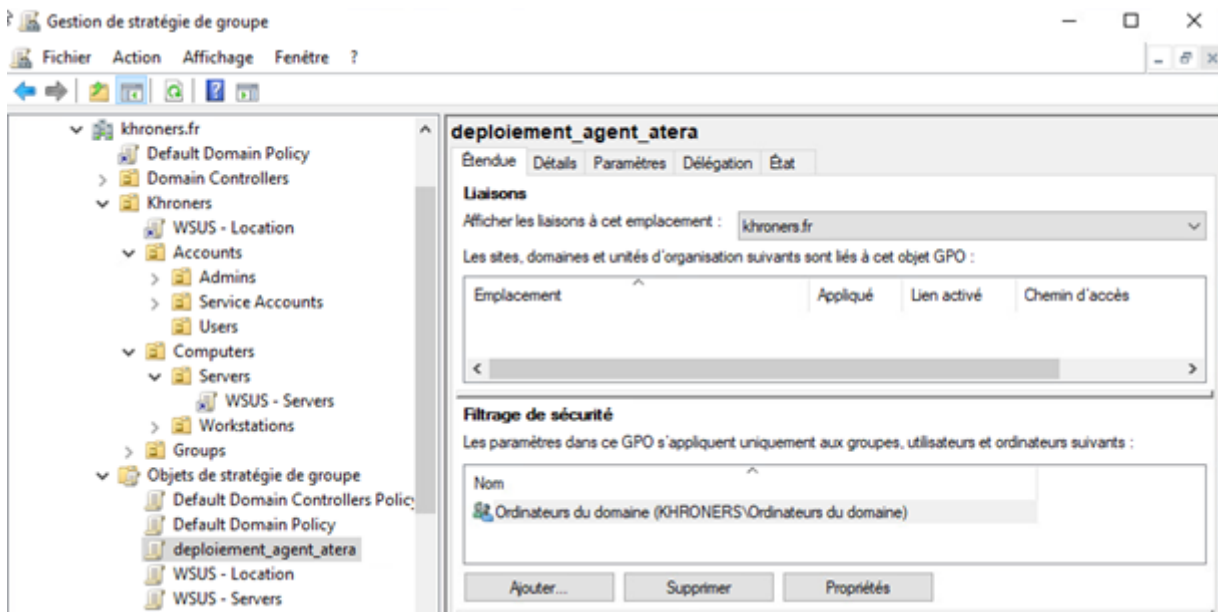 Gestion de stratégie de groupe
Fichier Action Affichage Fenêtre ?
khroners.fr
Default Domain Policy
Domain Controllers
Khroners
WSUS - Location
Accounts
Admins
Service Accounts
Users
Computers
Servers
WSUS - Servers
Workstations
Groups
Objets de stratégie de groupe
Default Domain Controllers Policy
Default Domain Policy
deploiement_agent_atera
WSUS - Location
WSUS - Servers
deploiement_agent_atera
Étendue Détails Paramètres Délégation État
Liaisons
Afficher les liaisons à cet emplacement : khroners.fr
Les sites, domaines et unités d'organisation suivants sont liés à cet objet GPO :
Emplacement Appliqué Lien activé Chemin d'accès
Filtrage de sécurité
Les paramètres dans ce GPO s'appliquent uniquement aux groupes, utilisateurs et ordinateurs suivants :
Nom
Ordinateurs du domaine (KHRONERS\Ordinateurs du domaine)
Ajouter... Supprimer Propriétés